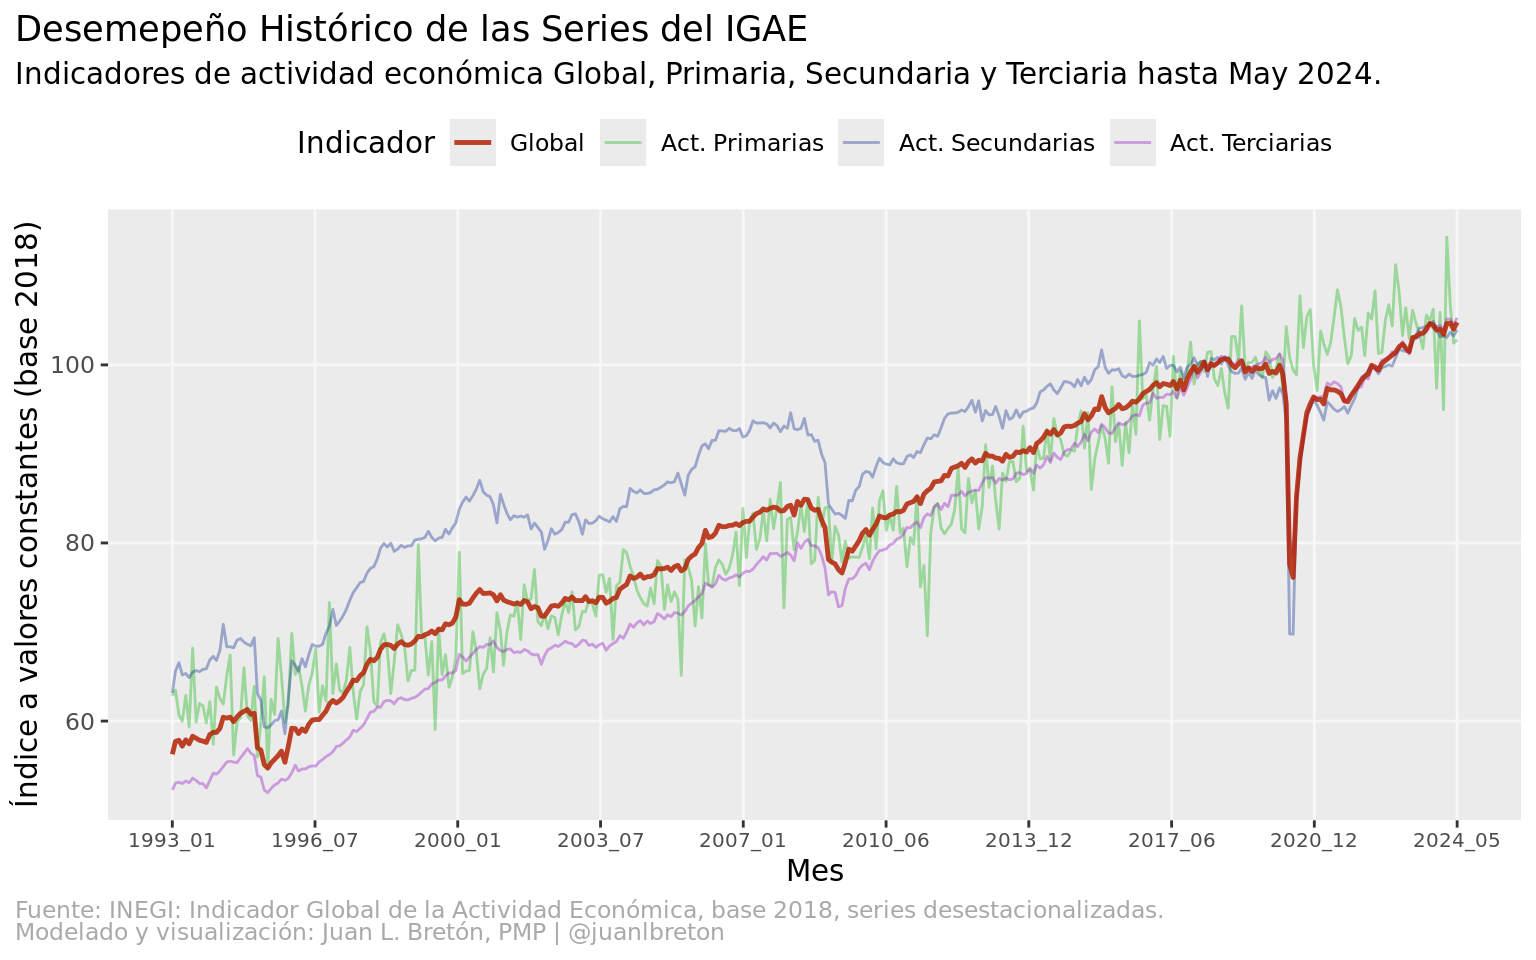 Desemepeño Histórico de las Series del IGAE
Indicadores de actividad económica Global, Primaria, Secundaria y Terciaria hasta May 2024.
Indicador Global Act. Primarias Act. Secundarias Act. Terciarias
Índice a valores constantes (base 2018)
100
80
60
1993_01 1996_07 2000_01 2003_07 2007_01 2010_06 2013_12 2017_06 2020_12 2024_05
Mes
Fuente: INEGI: Indicador Global de la Actividad Económica, base 2018, series desestacionalizadas.
Modelado y visualización: Juan L. Bretón, PMP | @juanlbreton